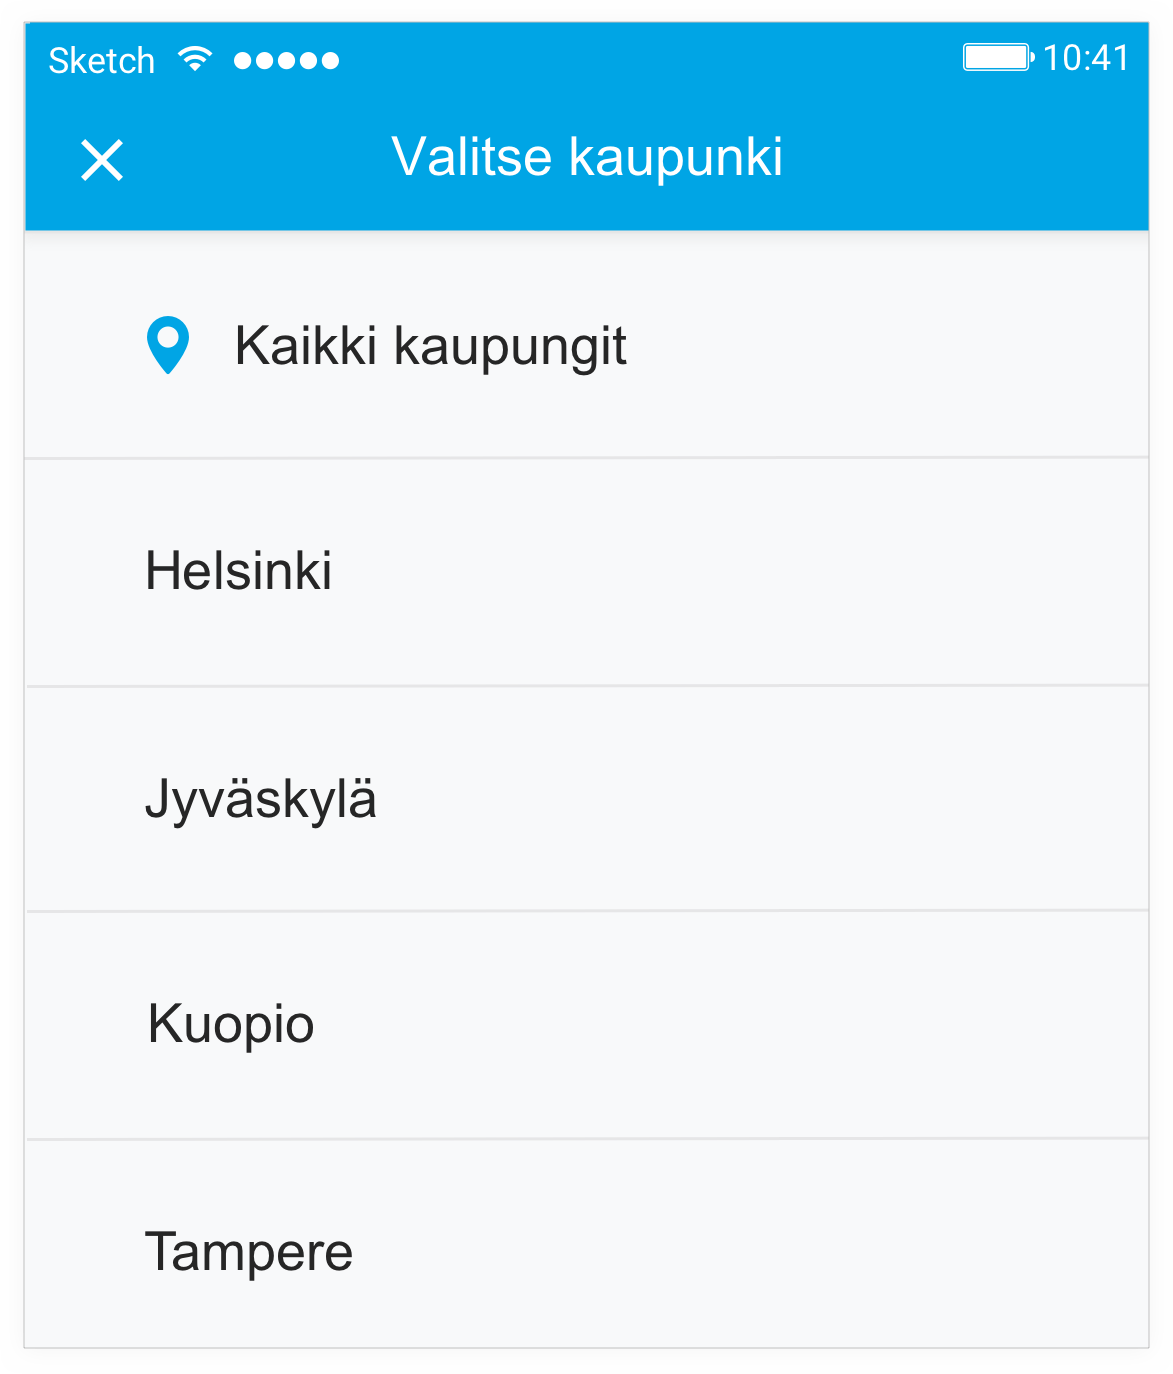 Sketch 10:41
Valitse kaupunki
Kaikki kaupungit
Helsinki
Jyväskylä
Kuopio
Tampere